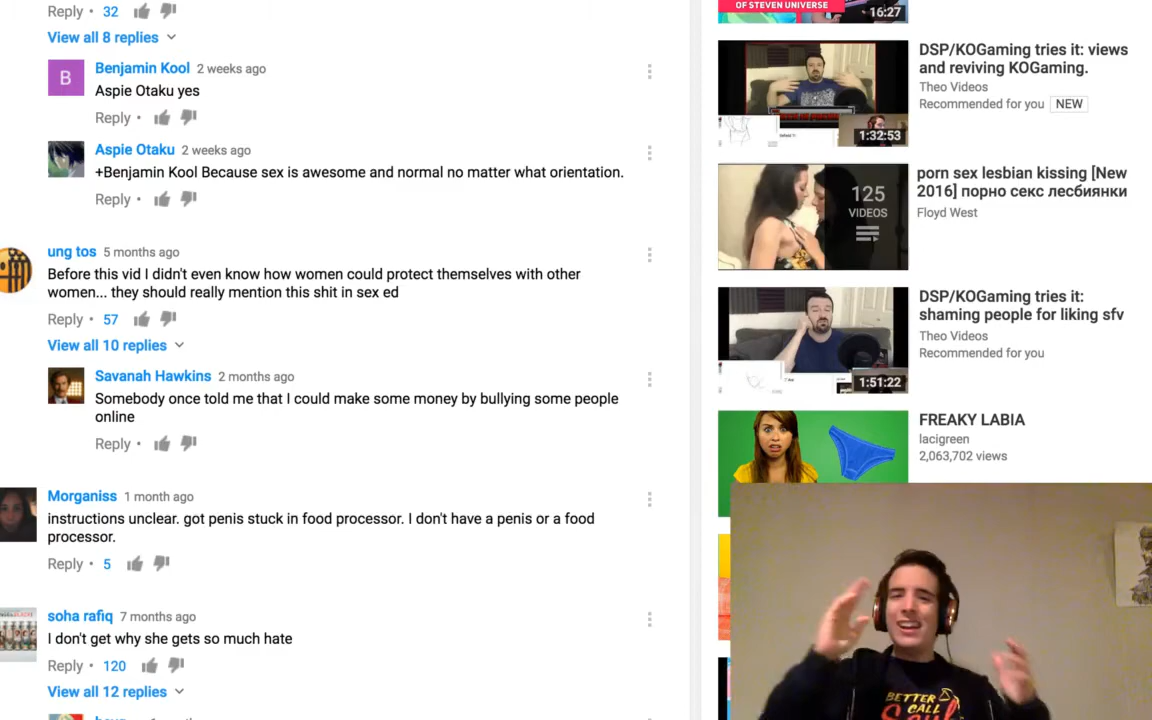 Reply • 32
View all 8 replies
B
Benjamin Kool 2 weeks ago
Aspie Otaku yes
Reply •
Aspie Otaku 2 weeks ago
+Benjamin Kool Because sex is awesome and normal no matter what orientation.
Reply •
ung tos 5 months ago
Before this vid I didn't even know how women could protect themselves with other
women... they should really mention this shit in sex ed
Reply • 57
View all 10 replies
Savanah Hawkins 2 months ago
Somebody once told me that I could make some money by bullying some people
online
Reply •
Morganiss 1 month ago
instructions unclear. got penis stuck in food processor. I don't have a penis or a food
processor.
Reply • 5
soha rafiq 7 months ago
I don't get why she gets so much hate
Reply • 120
View all 12 replies
OF STEVEN UNIVERSE
16:27
DSP/KOGaming tries it: views
and reviving KOGaming.
Theo Videos
Recommended for you NEW
1:32:53
porn sex lesbian kissing [New
2016] порно секс лесбиянки
Floyd West
125
VIDEOS
DSP/KOGaming tries it:
shaming people for liking sfv
Theo Videos
Recommended for you
1:51:22
FREAKY LABIA
lacigreen
2,063,702 views
BETTER
CALL
Saul